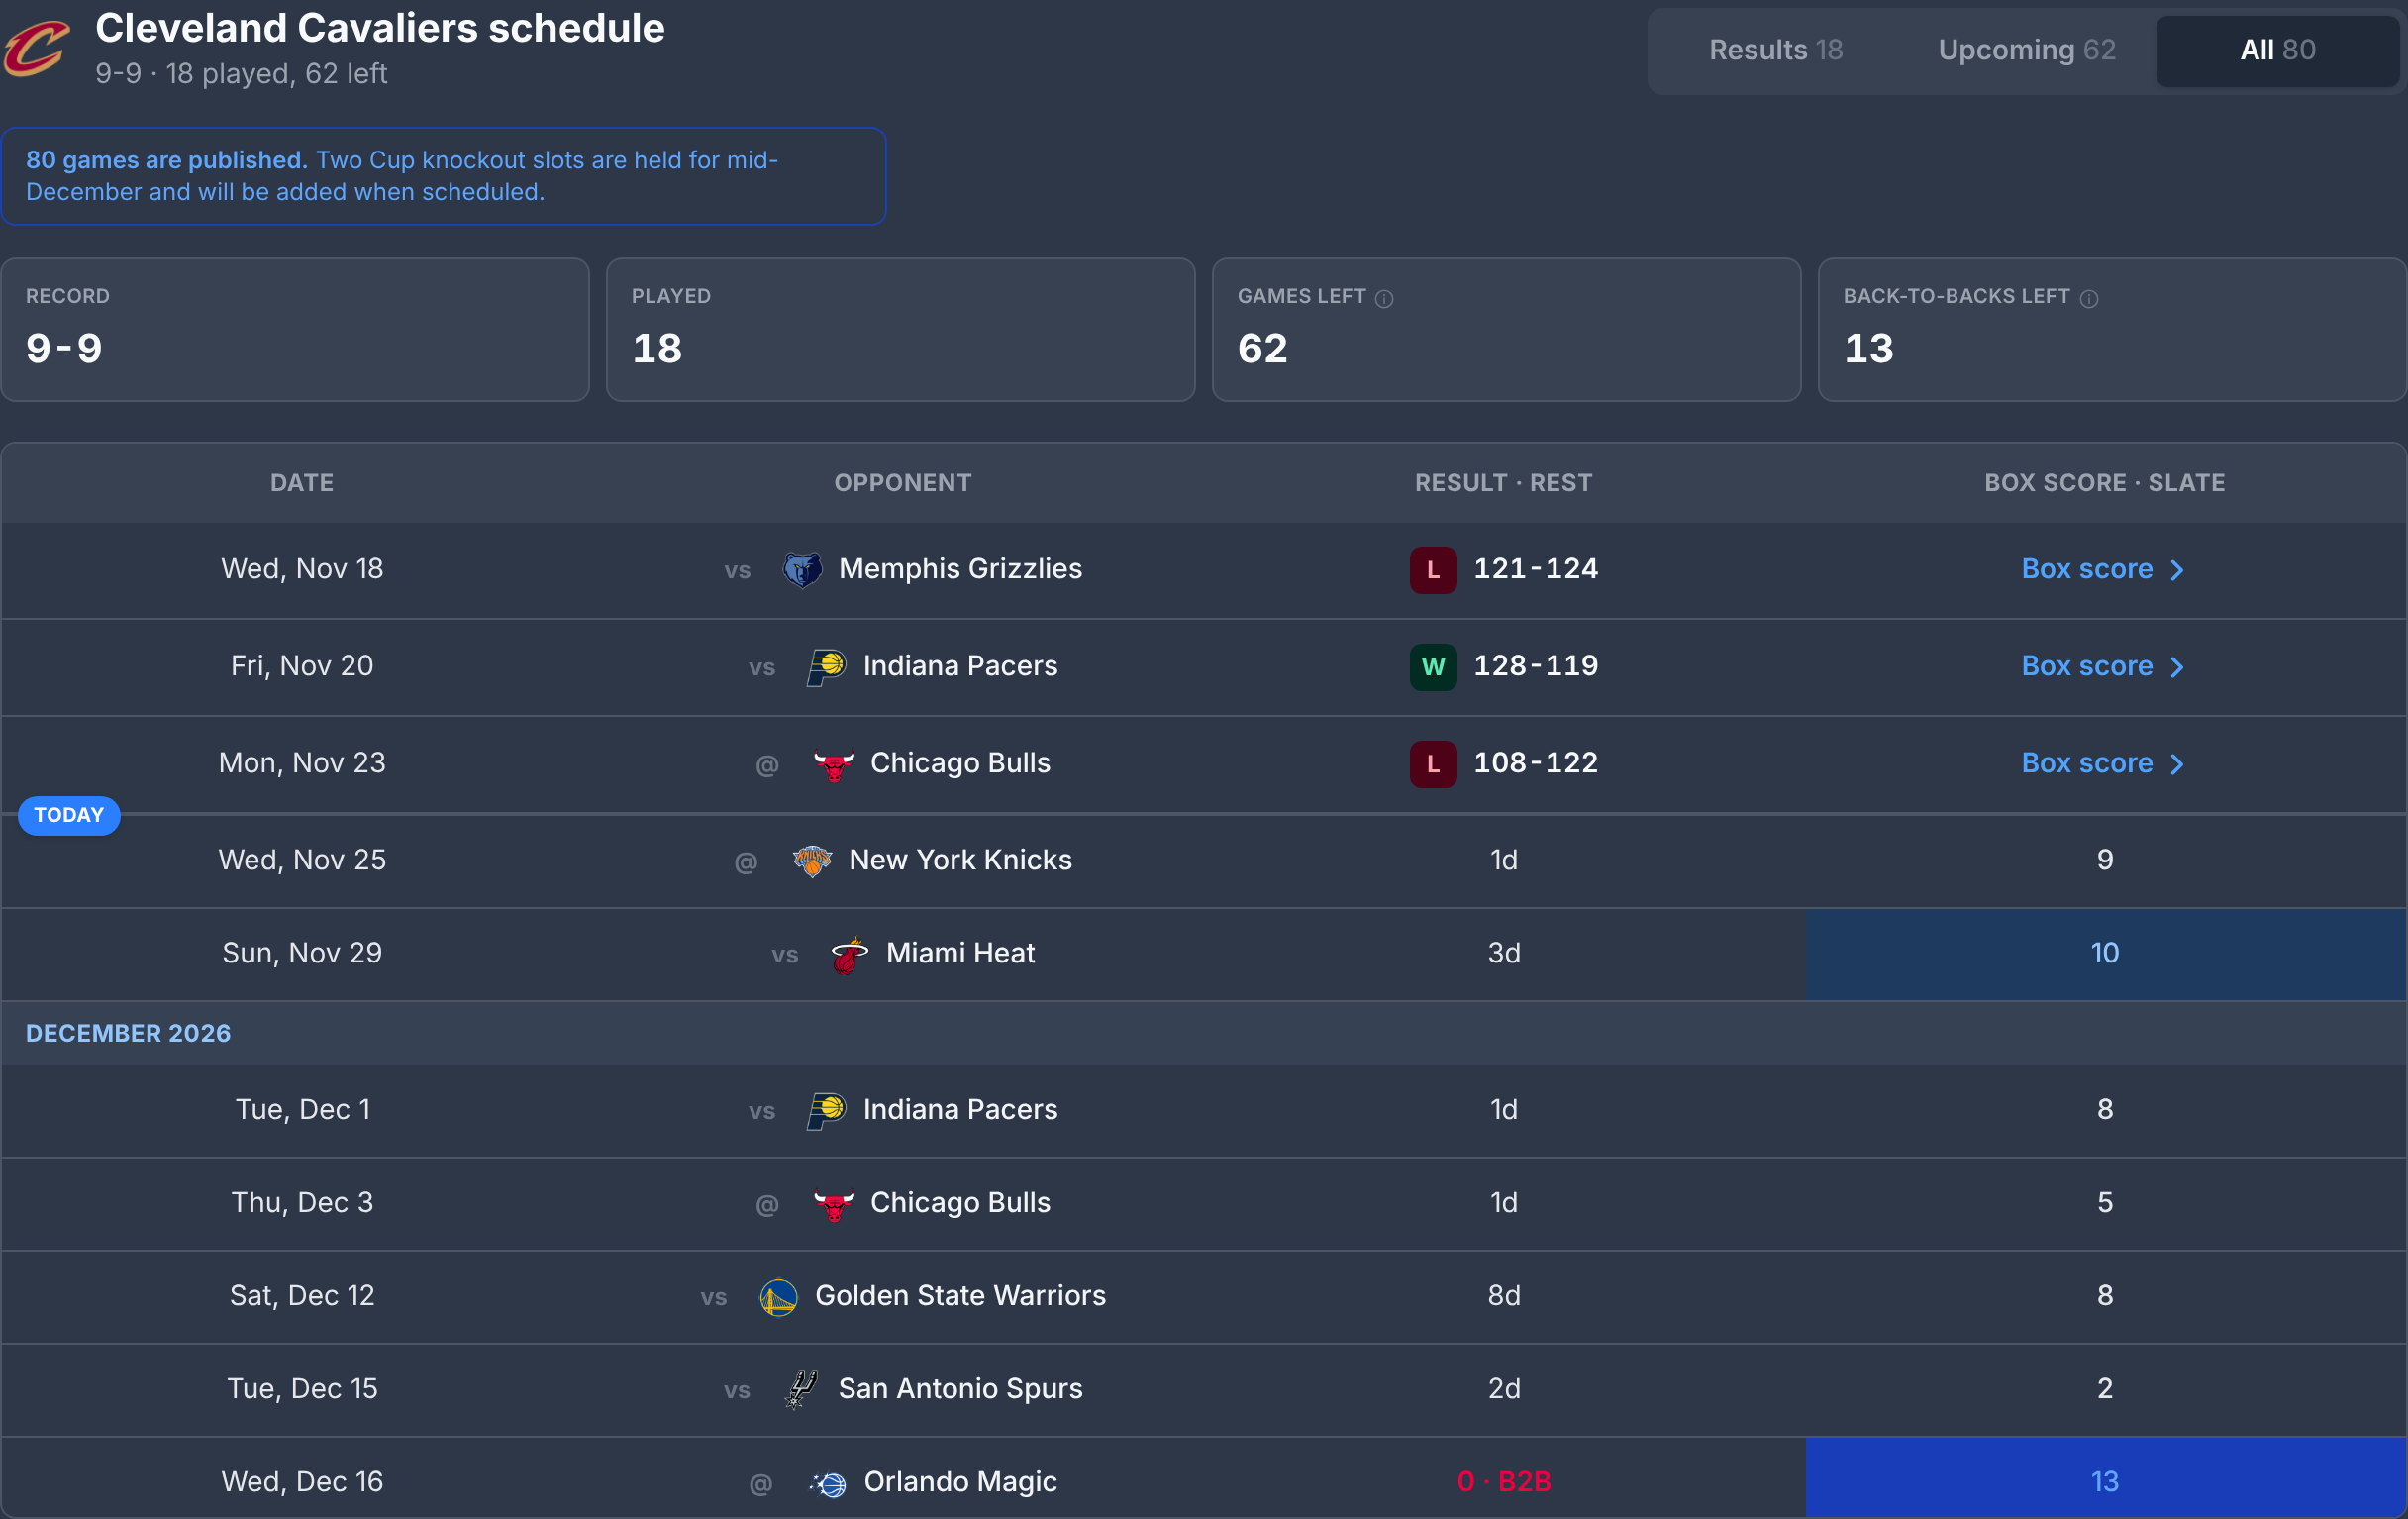 Cleveland Cavaliers schedule
9-9 · 18 played, 62 left
Results 18 Upcoming 62 All 80
80 games are published. Two Cup knockout slots are held for mid-
December and will be added when scheduled.
RECORD PLAYED GAMES LEFT BACK-TO-BACKS LEFT
9-9 18 62 13
DATE OPPONENT RESULT · REST BOX SCORE · SLATE
Wed, Nov 18 vs Memphis Grizzlies L 121-124 Box score
Fri, Nov 20 vs Indiana Pacers W 128-119 Box score
Mon, Nov 23 @ Chicago Bulls L 108-122 Box score
TODAY
Wed, Nov 25 @ New York Knicks 1d 9
Sun, Nov 29 vs Miami Heat 3d 10
DECEMBER 2026
Tue, Dec 1 vs Indiana Pacers 1d 8
Thu, Dec 3 @ Chicago Bulls 1d 5
Sat, Dec 12 vs Golden State Warriors 8d 8
Tue, Dec 15 vs San Antonio Spurs 2d 2
Wed, Dec 16 @ Orlando Magic 0 · B2B 13